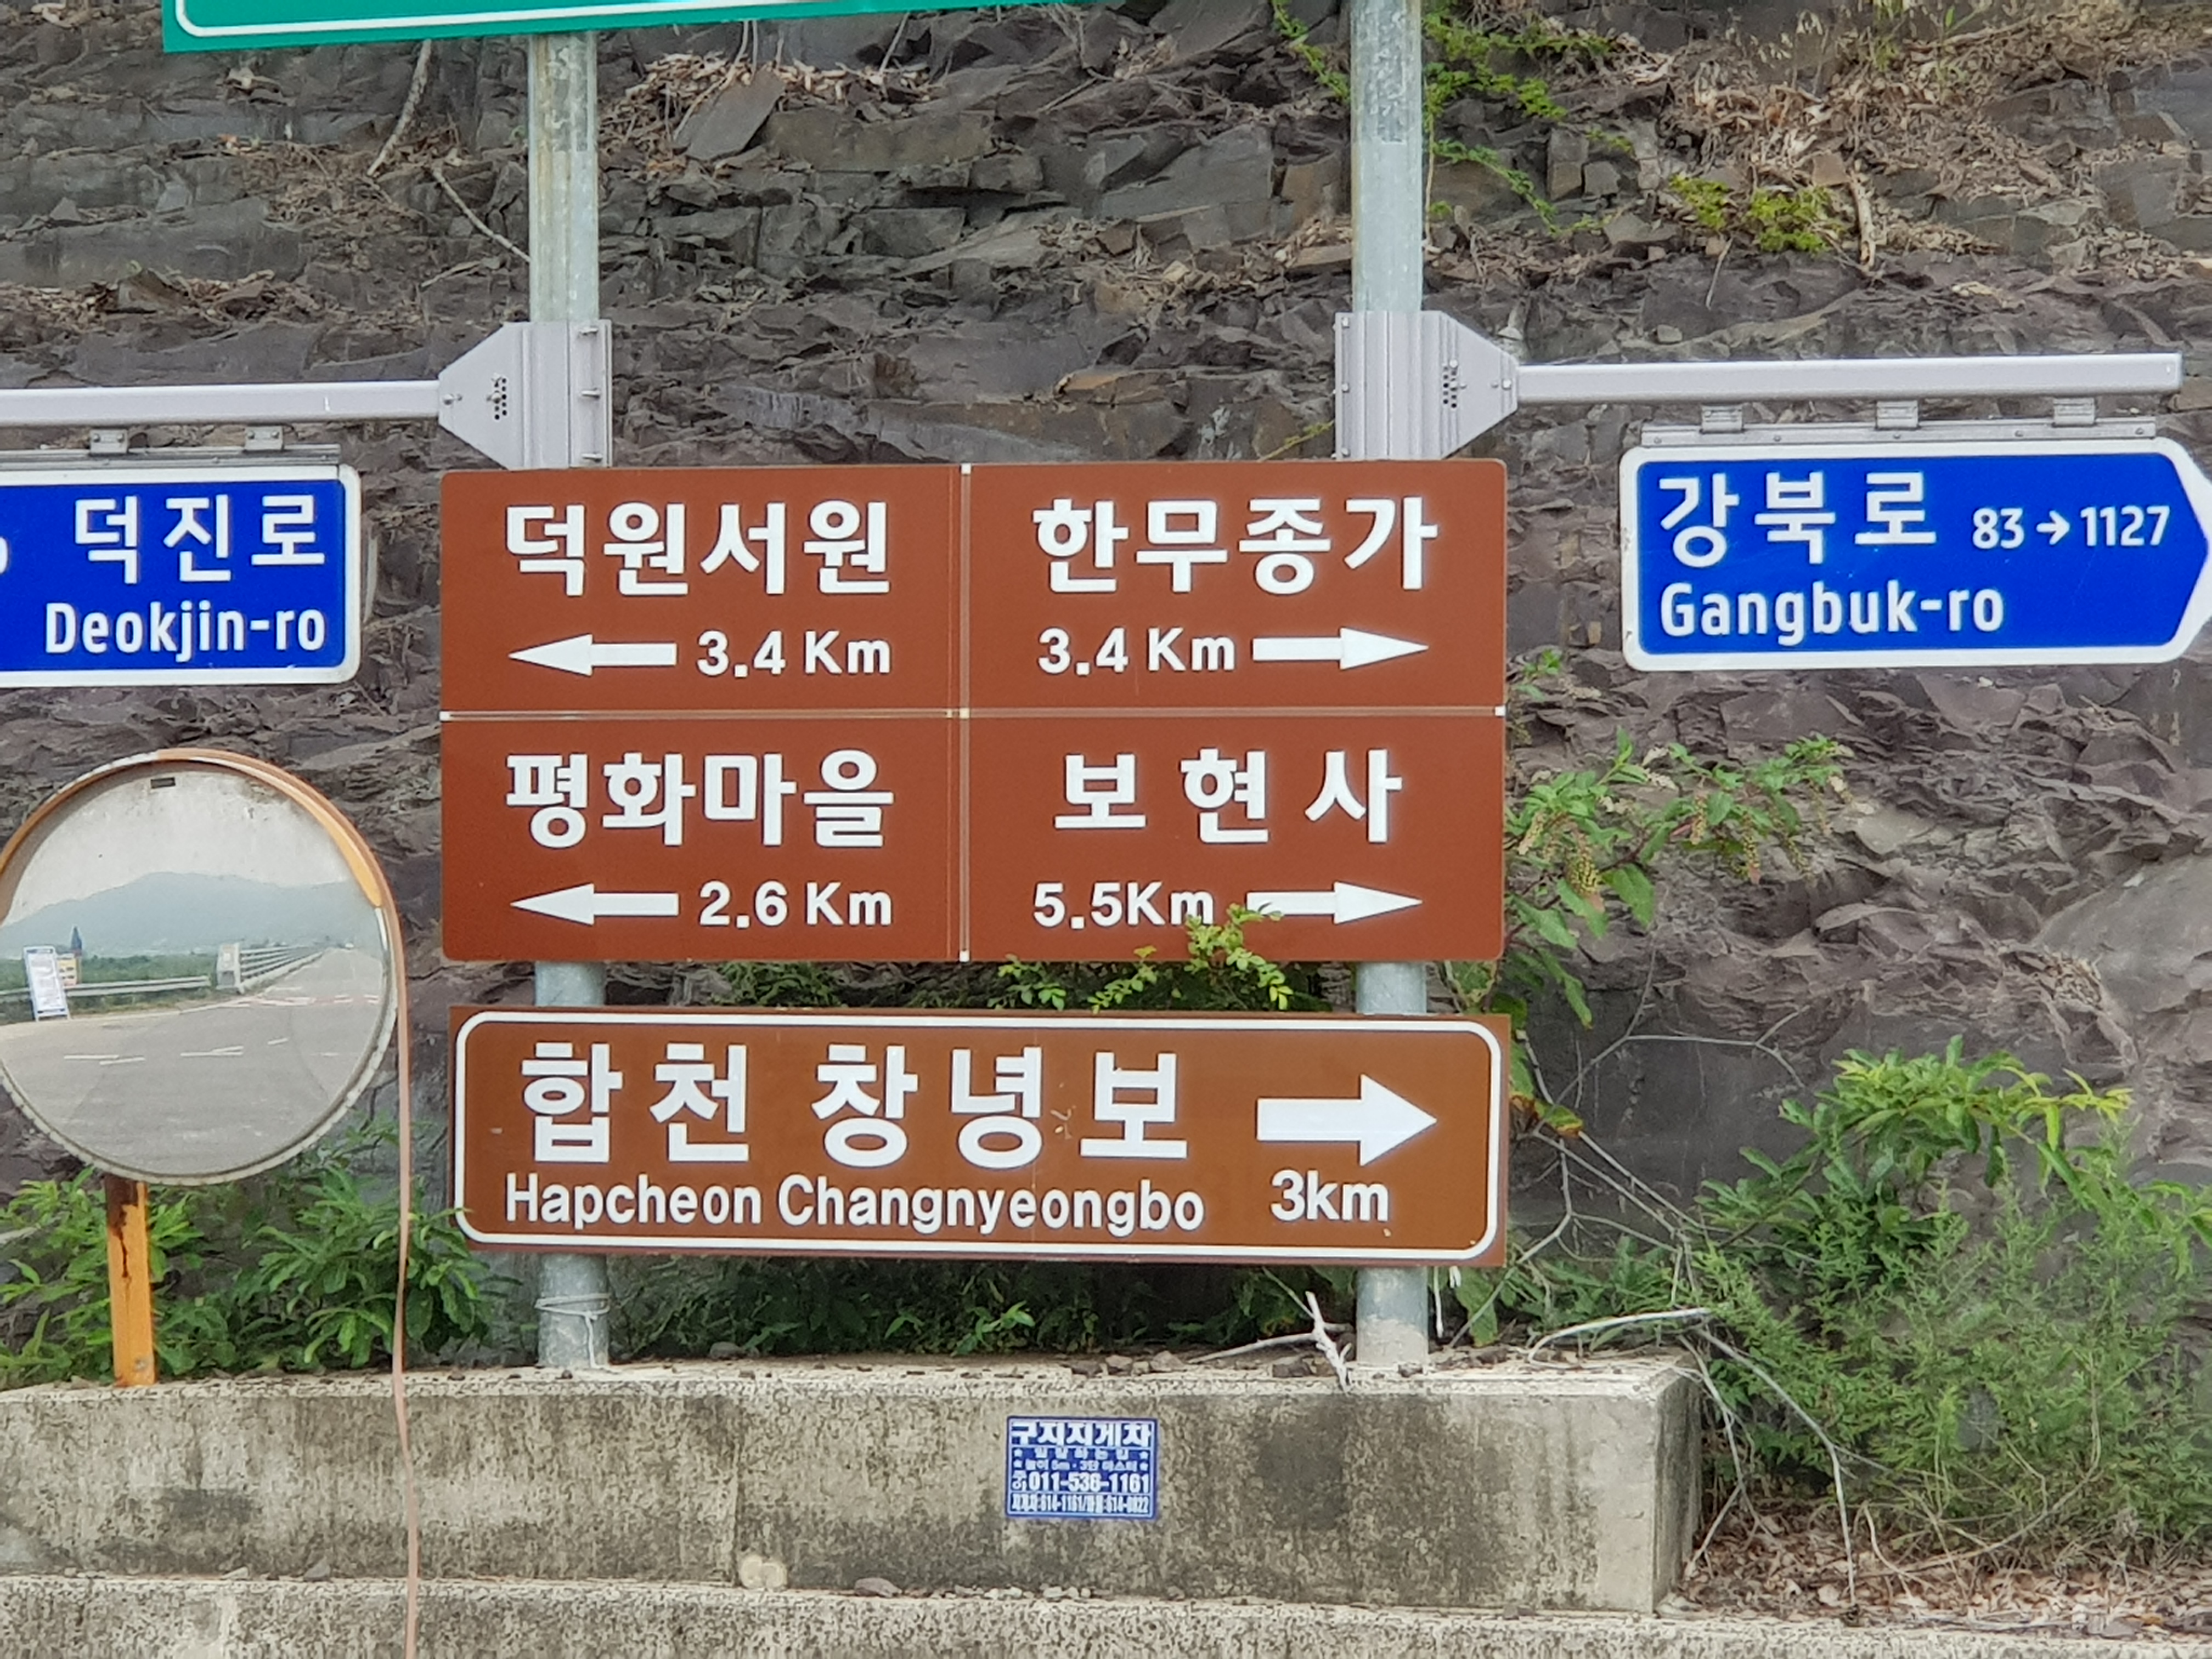 덕진로
Deokjin-ro
덕원서원
← 3.4 Km
한무종가
3.4 Km →
강북로 83→1127
Gangbuk-ro
평화마을
← 2.6 Km
보현사
5.5Km →
합천 창녕보 →
Hapcheon Changnyeongbo 3km
구지지게차
011-536-1161